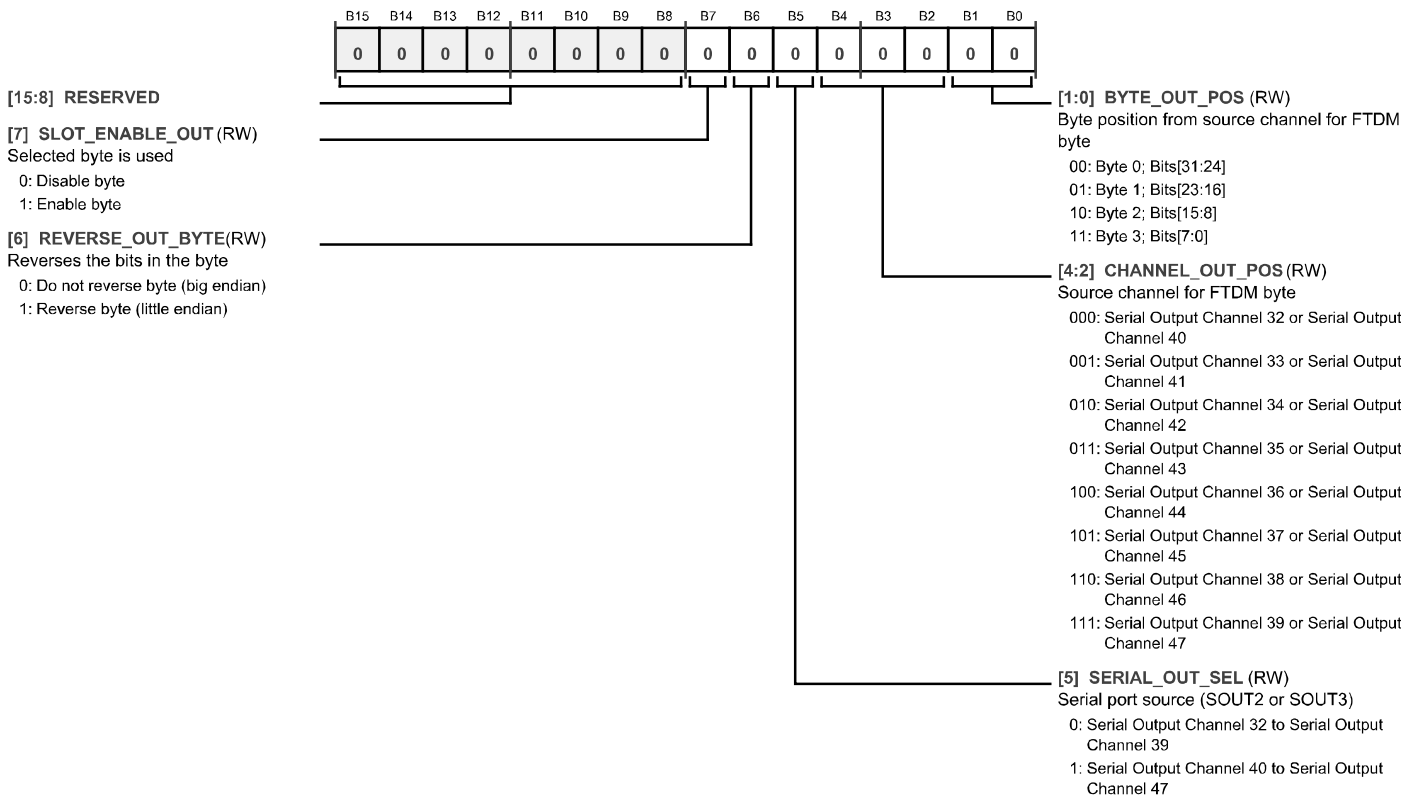 B15 B14 B13 B12 B11 B10 B9 B8 B7 B6 B5 B4 B3 B2 B1 B0
0 0 0 0 0 0 0 0 0 0 0 0 0 0 0 0
[15:8] RESERVED
[7] SLOT_ENABLE_OUT (RW)
Selected byte is used
0: Disable byte
1: Enable byte
[6] REVERSE_OUT_BYTE(RW)
Reverses the bits in the byte
0: Do not reverse byte (big endian)
1: Reverse byte (little endian)
[1:0] BYTE_OUT_POS (RW)
Byte position from source channel for FTDM
byte
00: Byte 0; Bits[31:24]
01: Byte 1; Bits[23:16]
10: Byte 2; Bits[15:8]
11: Byte 3; Bits[7:0]
[4:2] CHANNEL_OUT_POS (RW)
Source channel for FTDM byte
000: Serial Output Channel 32 or Serial Output
Channel 40
001: Serial Output Channel 33 or Serial Output
Channel 41
010: Serial Output Channel 34 or Serial Output
Channel 42
011: Serial Output Channel 35 or Serial Output
Channel 43
100: Serial Output Channel 36 or Serial Output
Channel 44
101: Serial Output Channel 37 or Serial Output
Channel 45
110: Serial Output Channel 38 or Serial Output
Channel 46
111: Serial Output Channel 39 or Serial Output
Channel 47
[5] SERIAL_OUT_SEL (RW)
Serial port source (SOUT2 or SOUT3)
0: Serial Output Channel 32 to Serial Output
Channel 39
1: Serial Output Channel 40 to Serial Output
Channel 47